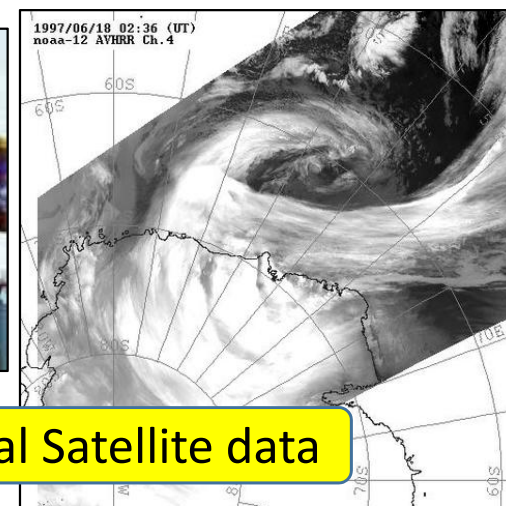 1997/06/18 02:36 (UT)
noaa-12 AVHRR Ch.4
60S
60S
80S
70E
70S
60S
al Satellite data